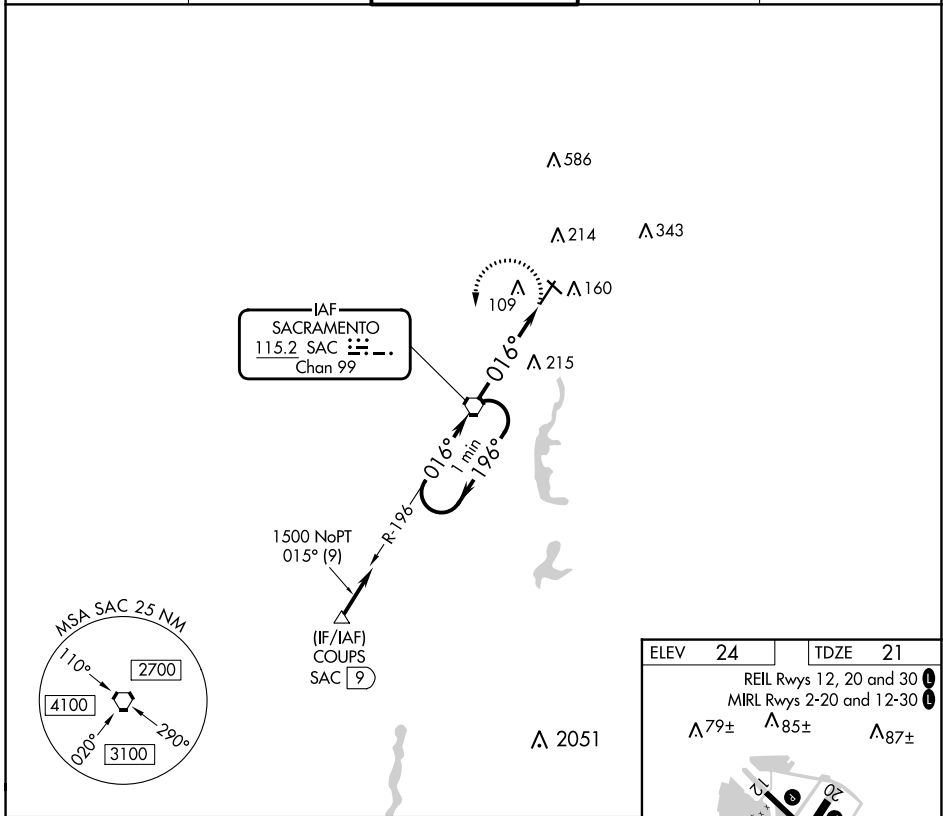 586
214
343
109
160
IAF
SACRAMENTO
115.2 SAC
Chan 99
016°
215
016°
1 min
196°
R-196
1500 NoPT
015° (9)
(IF/IAF)
COUPS
SAC 9
MSA SAC 25 NM
110°
2700
4100
020°
290°
3100
2051
ELEV 24 TDZE 21
REIL Rwys 12, 20 and 30 L
MIRL Rwys 2-20 and 12-30 L
79± 85± 87±
12 P 20